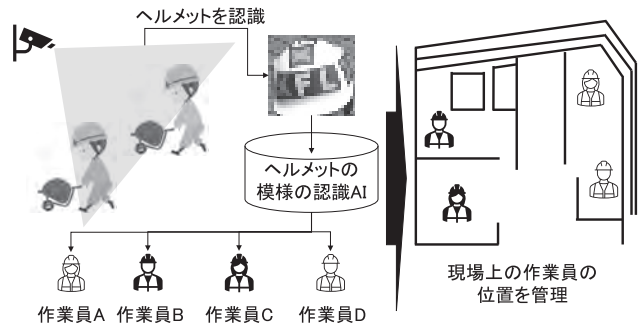 ヘルメットを認識
KFL
ヘルメットの
模様の認識AI
作業員A 作業員B 作業員C 作業員D
現場上の作業員の
位置を管理